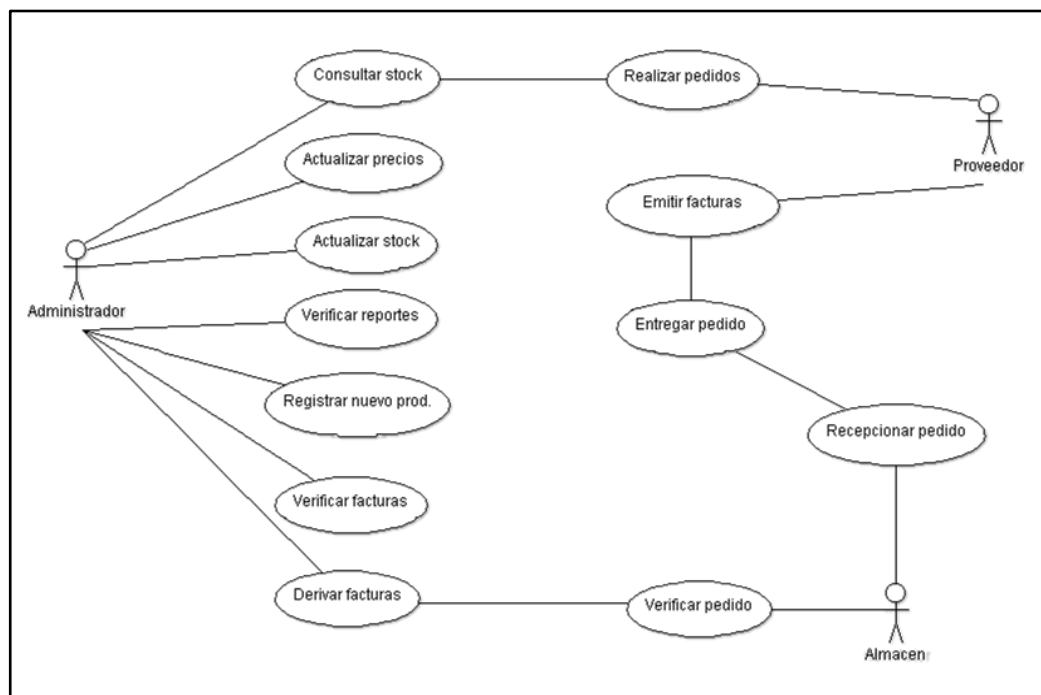 Consultar stock
Realizar pedidos
Actualizar precios
Proveedor
Emitir facturas
Actualizar stock
Administrador
Verificar reportes
Entregar pedido
Registrar nuevo prod.
Recepcionar pedido
Verificar facturas
Derivar facturas
Verificar pedido
Almacen